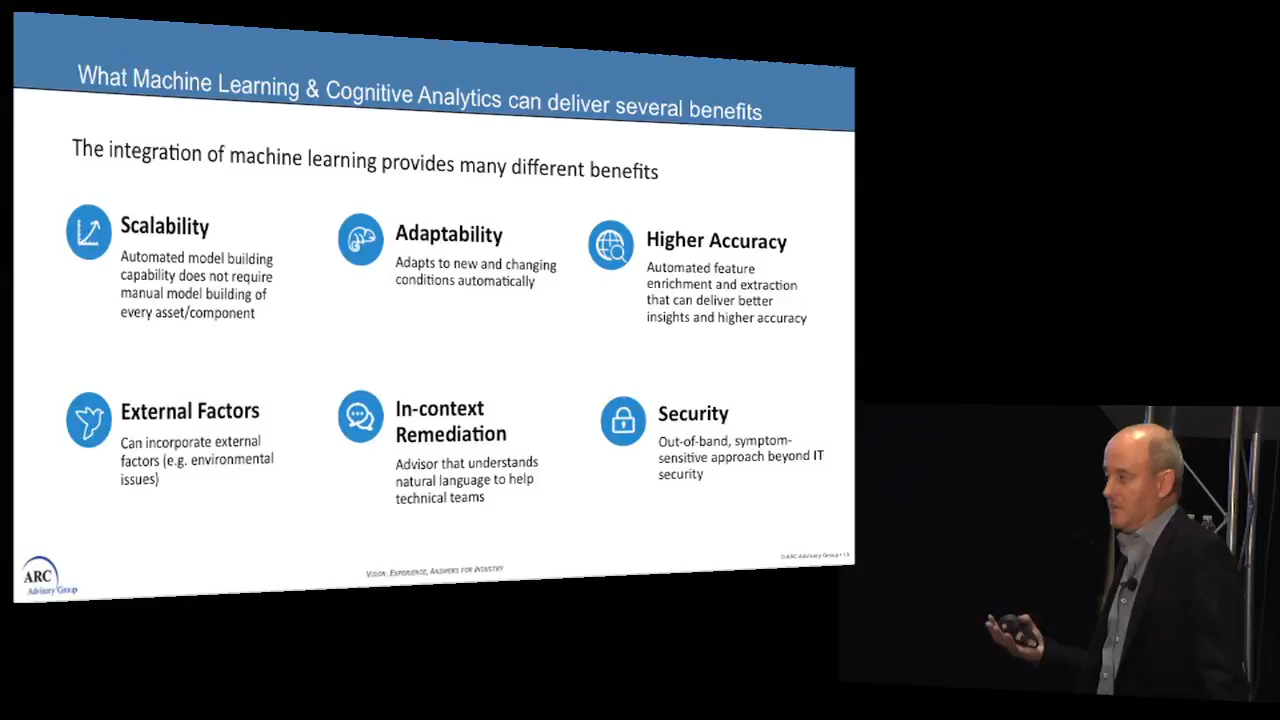 What Machine Learning & Cognitive Analytics can deliver several benefits
The integration of machine learning provides many different benefits
Scalability
Automated model building
capability does not require
manual model building of
every asset/component
Adaptability
Adapts to new and changing
conditions automatically
Higher Accuracy
Automated feature
enrichment and extraction
that can deliver better
insights and higher accuracy
External Factors
Can incorporate external
factors (e.g. environmental
issues)
In-context
Remediation
Advisor that understands
natural language to help
technical teams
Security
Out-of-band, symptom-
sensitive approach beyond IT
security
ARC
Advisory Group
Vision, Experience, Answers for Industry
© ARC Advisory Group •